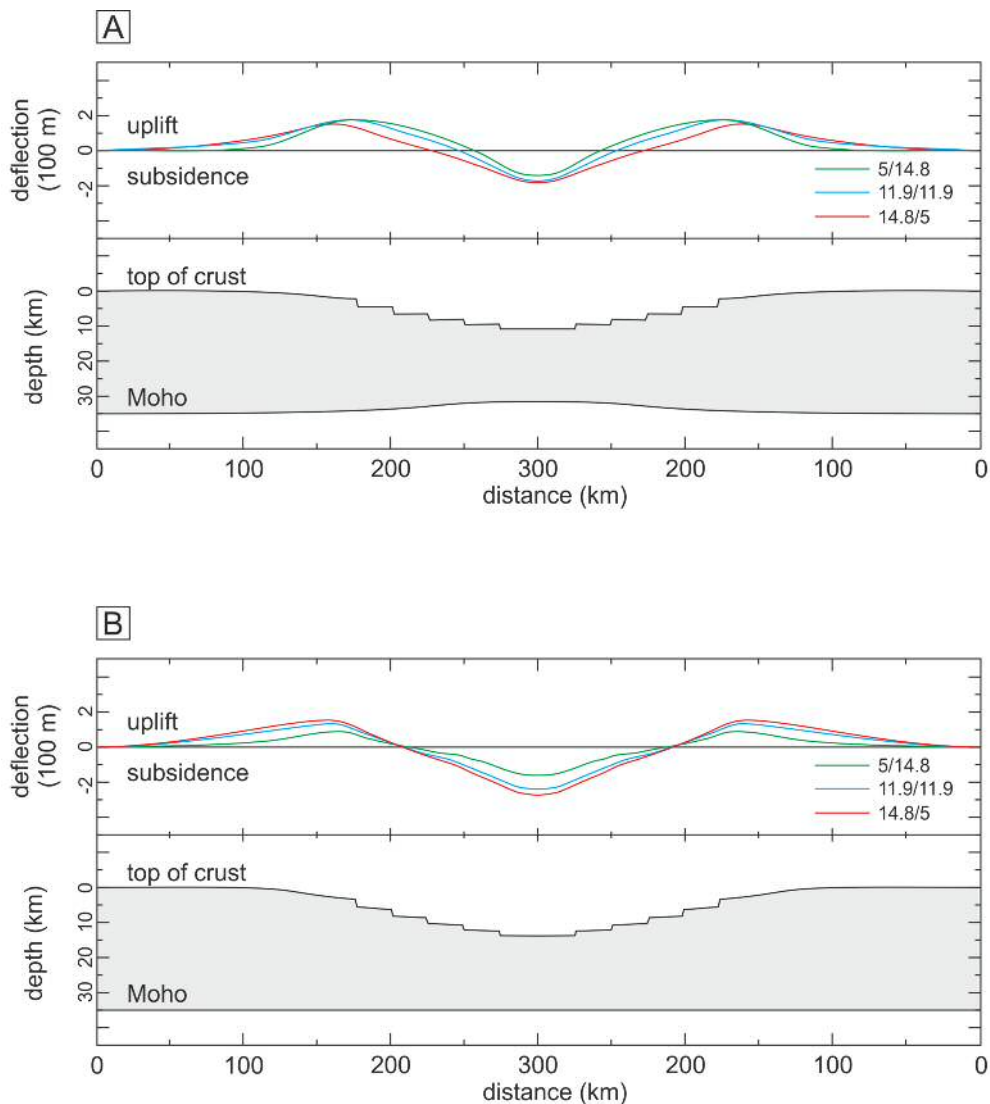 A
deflection
(100 m)
2
0
-2
uplift
subsidence
5/14.8
11.9/11.9
14.8/5
depth (km)
0
10
20
30
top of crust
Moho
0 100 200 300 200 100 0
distance (km)
B
deflection
(100 m)
2
0
-2
uplift
subsidence
5/14.8
11.9/11.9
14.8/5
depth (km)
0
10
20
30
top of crust
Moho
0 100 200 300 200 100 0
distance (km)